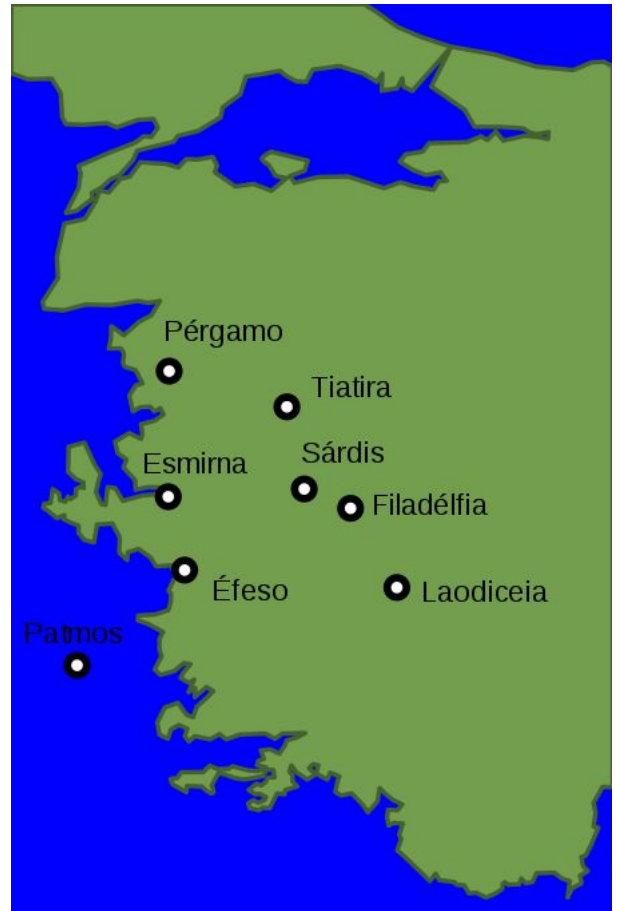 Pérgamo
Tiatira
Sárdis
Esmirna
Filadélfia
Éfeso
Laodiceia
Patmos